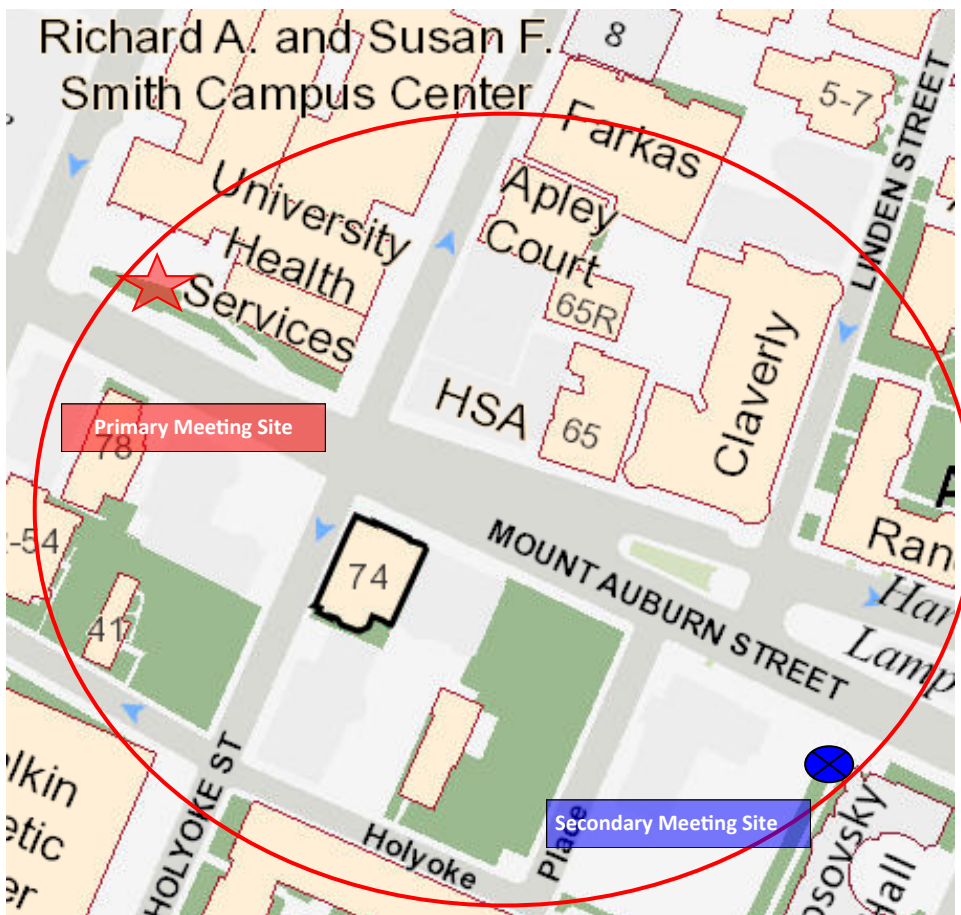 Richard A. and Susan F.
Smith Campus Center
8
5-7
Farkas
LINDEN STREET
University
Health
Services
Apley
Court
65R
HSA
65
Claverly
Primary Meeting Site
78
-54
41
74
MOUNT AUBURN STREET
Ran
Har
Lamp
HOLYOKE ST
Holyoke
Place
Secondary Meeting Site
osovsky
Hall
lkin
etic
er